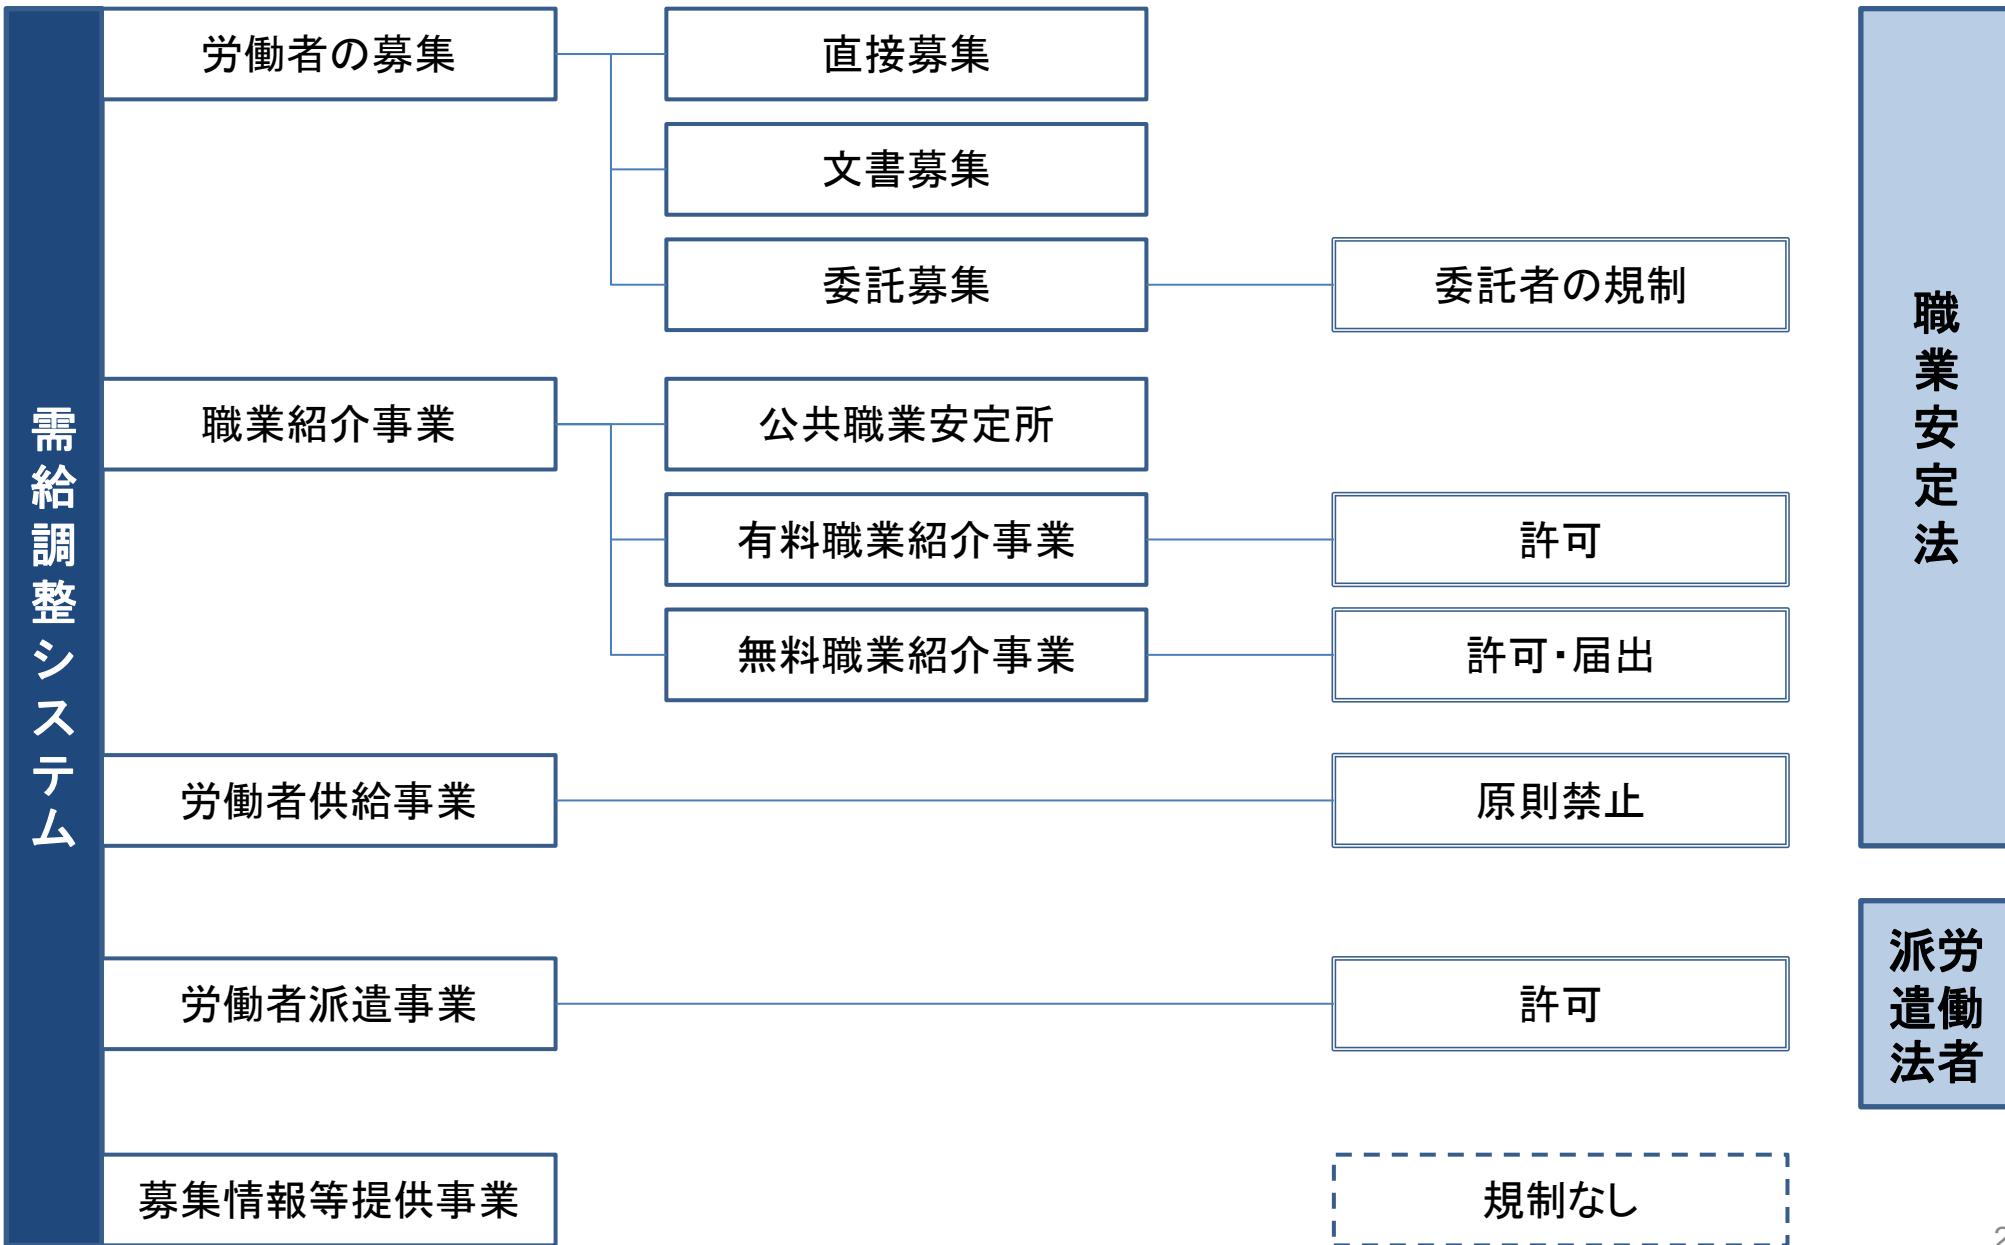 需給調整システム
労働者の募集
直接募集
文書募集
委託募集
委託者の規制
職業紹介事業
公共職業安定所
有料職業紹介事業
許可
無料職業紹介事業
許可・届出
労働者供給事業
原則禁止
職業安定法
労働者派遣事業
許可
労働者
派遣法
募集情報等提供事業
規制なし
2